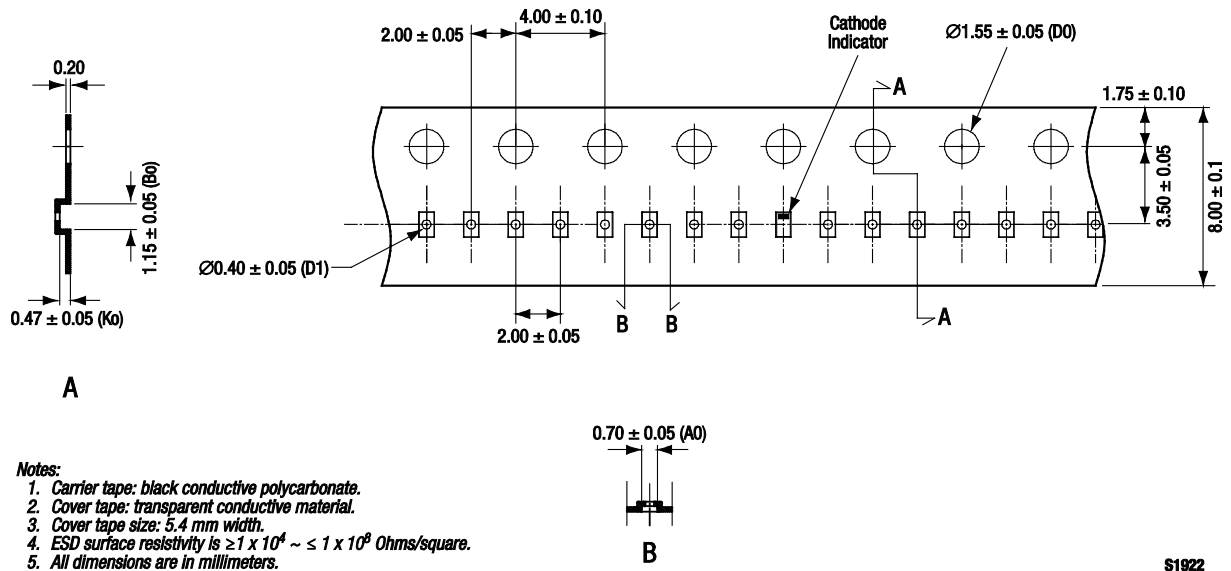 4.00 ± 0.10
2.00 ± 0.05
Cathode
Indicator
Ø1.55 ± 0.05 (D0)
0.20
A
1.75 ± 0.10
1.15 ± 0.05 (Bo)
3.50 ± 0.05
8.00 ± 0.1
Ø0.40 ± 0.05 (D1)
0.47 ± 0.05 (Ko)
B
B
A
2.00 ± 0.05
A
0.70 ± 0.05 (A0)
B
Notes:
1. Carrier tape: black conductive polycarbonate.
2. Cover tape: transparent conductive material.
3. Cover tape size: 5.4 mm width.
4. ESD surface resistivity is ≥1 x 10⁴ ~ ≤ 1 x 10⁸ Ohms/square.
5. All dimensions are in millimeters.
S1922